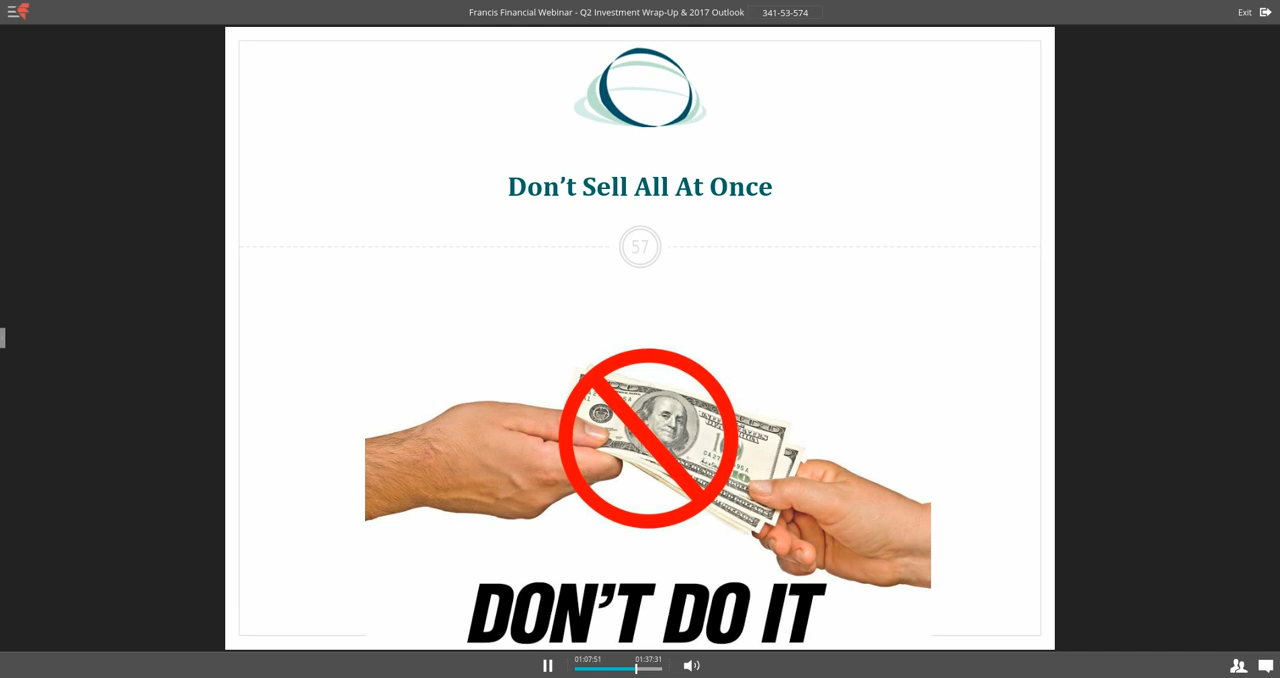 Francis Financial Webinar - Q2 Investment Wrap-Up & 2017 Outlook 341-53-574
Exit
Don't Sell All At Once
57
DON'T DO IT
01:07:51 01:37:31